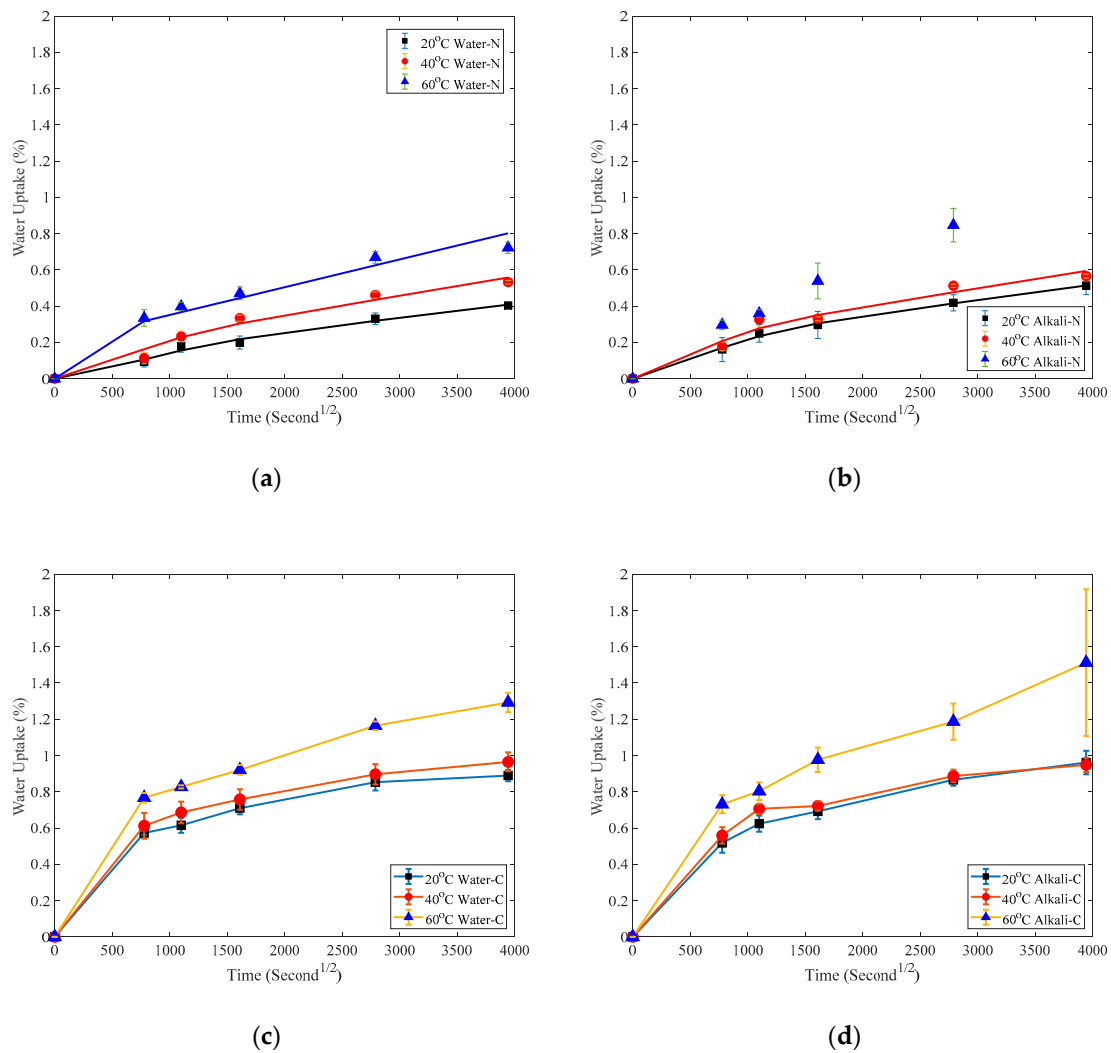 2
1.8
1.6
1.4
1.2
1
0.8
0.6
0.4
0.2
0
Water Uptake (%)
20°C Water-N
40°C Water-N
60°C Water-N
0 500 1000 1500 2000 2500 3000 3500 4000
Time (Second^1/2)
(a)
2
1.8
1.6
1.4
1.2
1
0.8
0.6
0.4
0.2
0
Water Uptake (%)
20°C Alkali-N
40°C Alkali-N
60°C Alkali-N
0 500 1000 1500 2000 2500 3000 3500 4000
Time (Second^1/2)
(b)
2
1.8
1.6
1.4
1.2
1
0.8
0.6
0.4
0.2
0
Water Uptake (%)
20°C Water-C
40°C Water-C
60°C Water-C
0 500 1000 1500 2000 2500 3000 3500 4000
Time (Second^1/2)
(c)
2
1.8
1.6
1.4
1.2
1
0.8
0.6
0.4
0.2
0
Water Uptake (%)
20°C Alkali-C
40°C Alkali-C
60°C Alkali-C
0 500 1000 1500 2000 2500 3000 3500 4000
Time (Second^1/2)
(d)